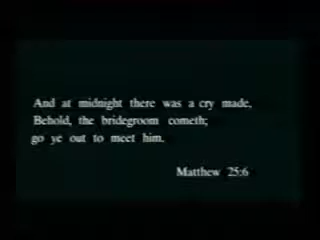 And at midnight there was a cry made,
Behold, the bridegroom cometh;
go ye out to meet him.
Matthew 25:6